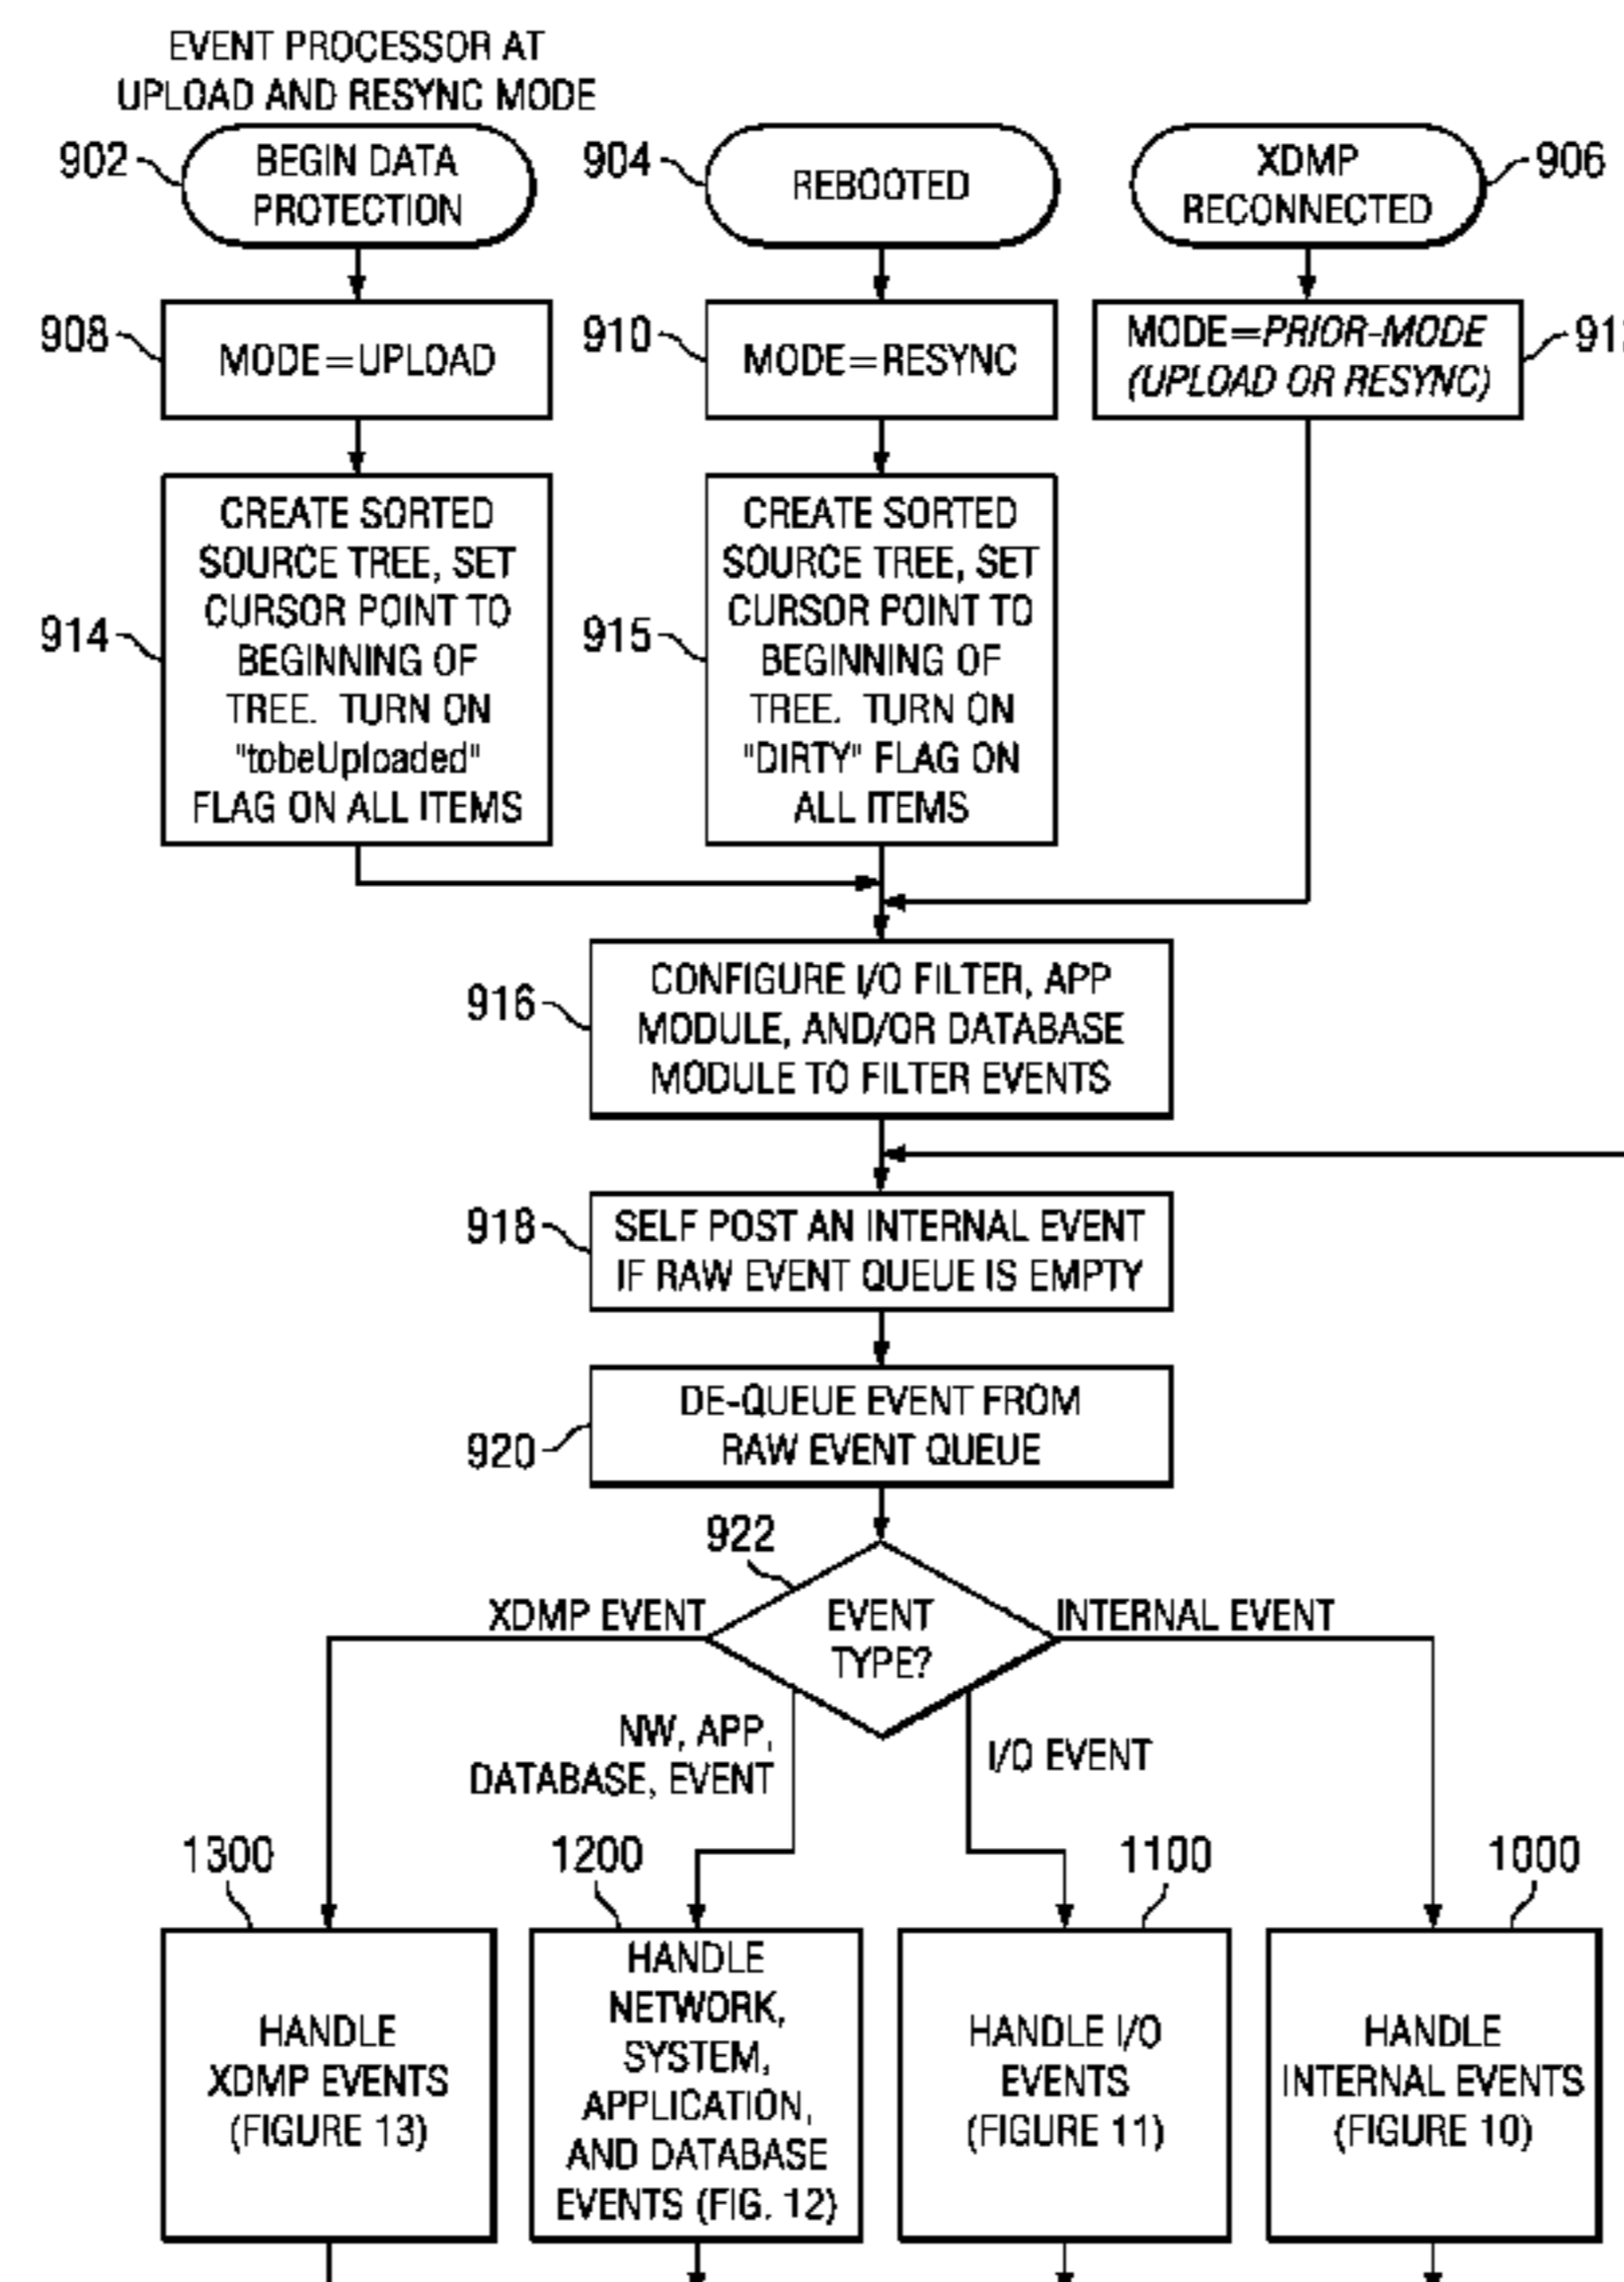 EVENT PROCESSOR AT
UPLOAD AND RESYNC MODE
902
BEGIN DATA
PROTECTION
904
REBOOTED
XDMP
RECONNECTED
906
908
MODE=UPLOAD
910
MODE=RESYNC
MODE=PRIOR-MODE
(UPLOAD OR RESYNC)
914
CREATE SORTED
SOURCE TREE, SET
CURSOR POINT TO
BEGINNING OF
TREE. TURN ON
"tobeUploaded"
FLAG ON ALL ITEMS
915
CREATE SORTED
SOURCE TREE, SET
CURSOR POINT TO
BEGINNING OF
TREE. TURN ON
"DIRTY" FLAG ON
ALL ITEMS
916
CONFIGURE I/O FILTER, APP
MODULE, AND/OR DATABASE
MODULE TO FILTER EVENTS
918
SELF POST AN INTERNAL EVENT
IF RAW EVENT QUEUE IS EMPTY
920
DE-QUEUE EVENT FROM
RAW EVENT QUEUE
922
EVENT
TYPE?
XDMP EVENT
INTERNAL EVENT
NW, APP,
DATABASE, EVENT
I/O EVENT
1300
HANDLE
XDMP EVENTS
(FIGURE 13)
1200
HANDLE
NETWORK,
SYSTEM,
APPLICATION,
AND DATABASE
EVENTS (FIG. 12)
1100
HANDLE I/O
EVENTS
(FIGURE 11)
1000
HANDLE
INTERNAL EVENTS
(FIGURE 10)